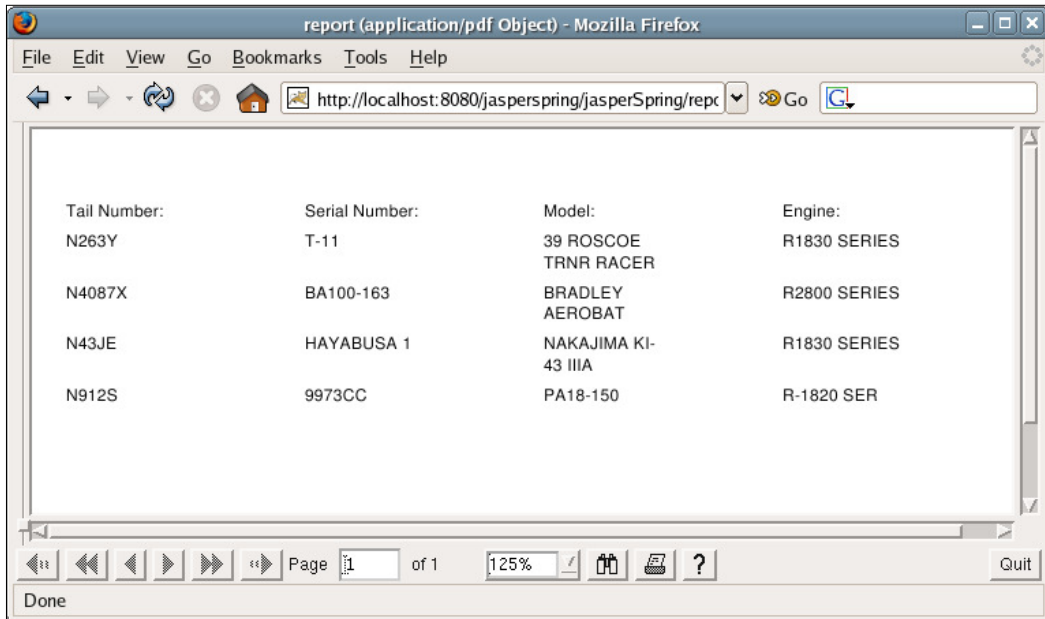 report (application/pdf Object) - Mozilla Firefox
File Edit View Go Bookmarks Tools Help
http://localhost:8080/jasperspring/jasperSpring/repo Go G
Tail Number: Serial Number: Model: Engine:
N263Y T-11 39 ROSCOE R1830 SERIES
TRNR RACER
N4087X BA100-163 BRADLEY R2800 SERIES
AEROBAT
N43JE HAYABUSA 1 NAKAJIMA KI- R1830 SERIES
43 IIIA
N912S 9973CC PA18-150 R-1820 SER
Page 1 of 1 125% ? Quit
Done